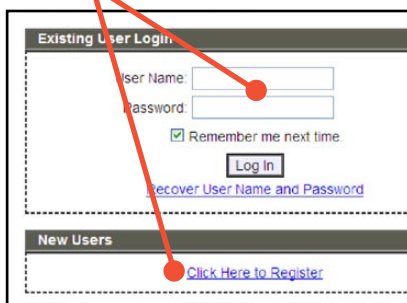 Existing User Login
User Name:
Password:
Remember me next time.
Log In
Recover User Name and Password
New Users
Click Here to Register